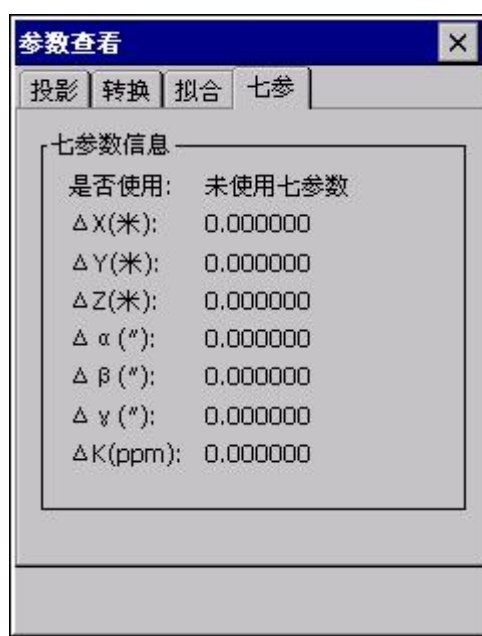 参数查看
投影 转换 拟合 七参
七参数信息
是否使用: 未使用七参数
ΔX(米): 0.000000
ΔY(米): 0.000000
ΔZ(米): 0.000000
Δα(″): 0.000000
Δβ(″): 0.000000
Δγ(″): 0.000000
ΔK(ppm): 0.000000